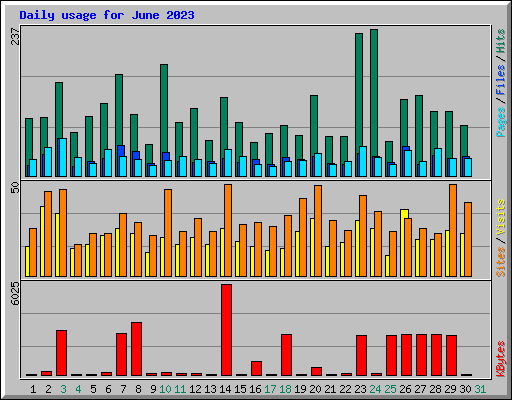 Daily usage for June 2023
237
Pages / Files / Hits
50
Sites / Visits
6025
KBytes
1 2 3 4 5 6 7 8 9 10 11 12 13 14 15 16 17 18 19 20 21 22 23 24 25 26 27 28 29 30 31